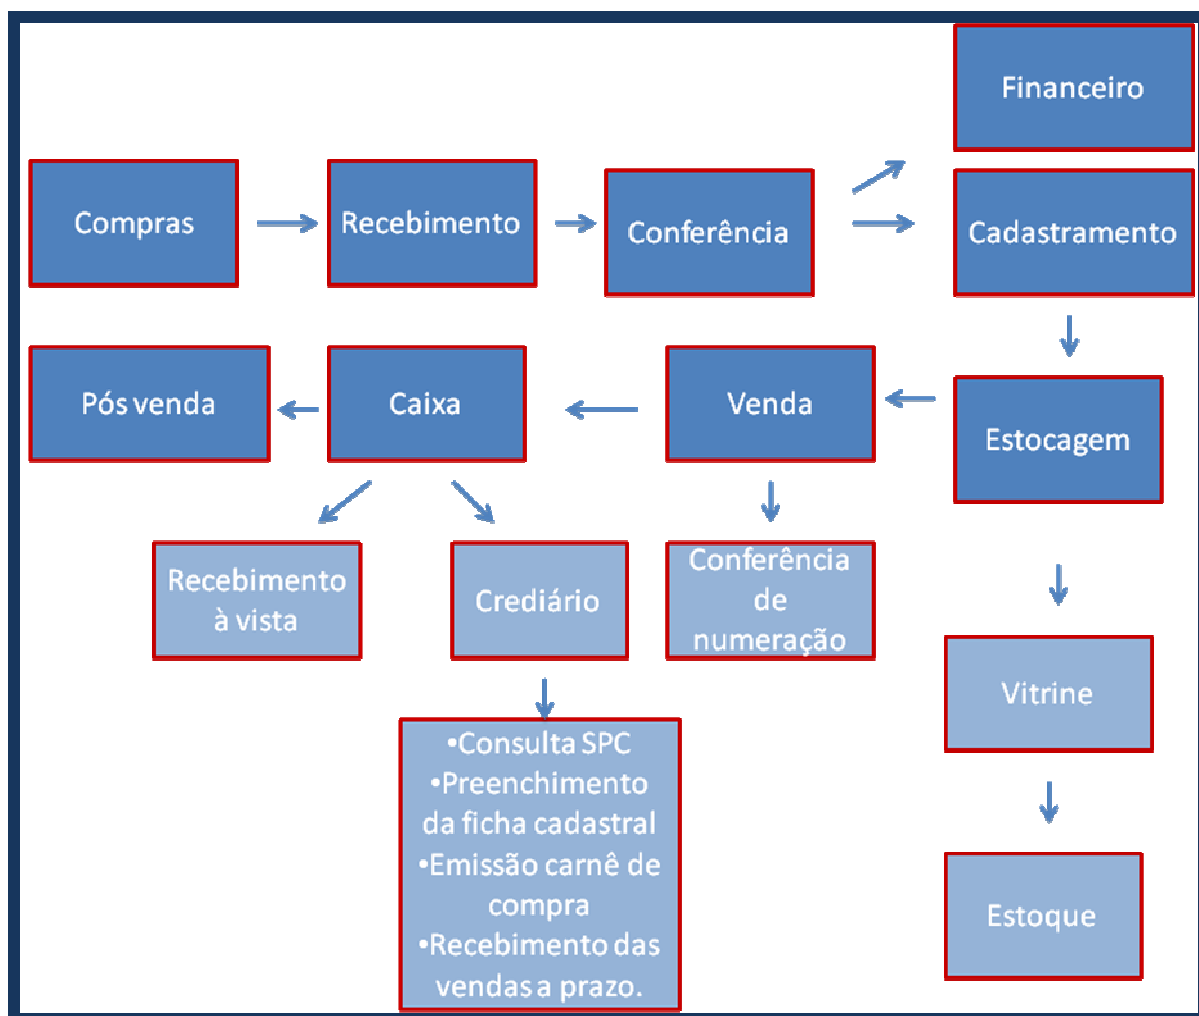 Financeiro
Compras
Recebimento
Conferência
Cadastramento
Pós venda
Caixa
Venda
Estocagem
Recebimento
à vista
Crediário
Conferência
de
numeração
Vitrine
•Consulta SPC
•Preenchimento
da ficha cadastral
•Emissão carnê de
compra
•Recebimento das
vendas a prazo.
Estoque